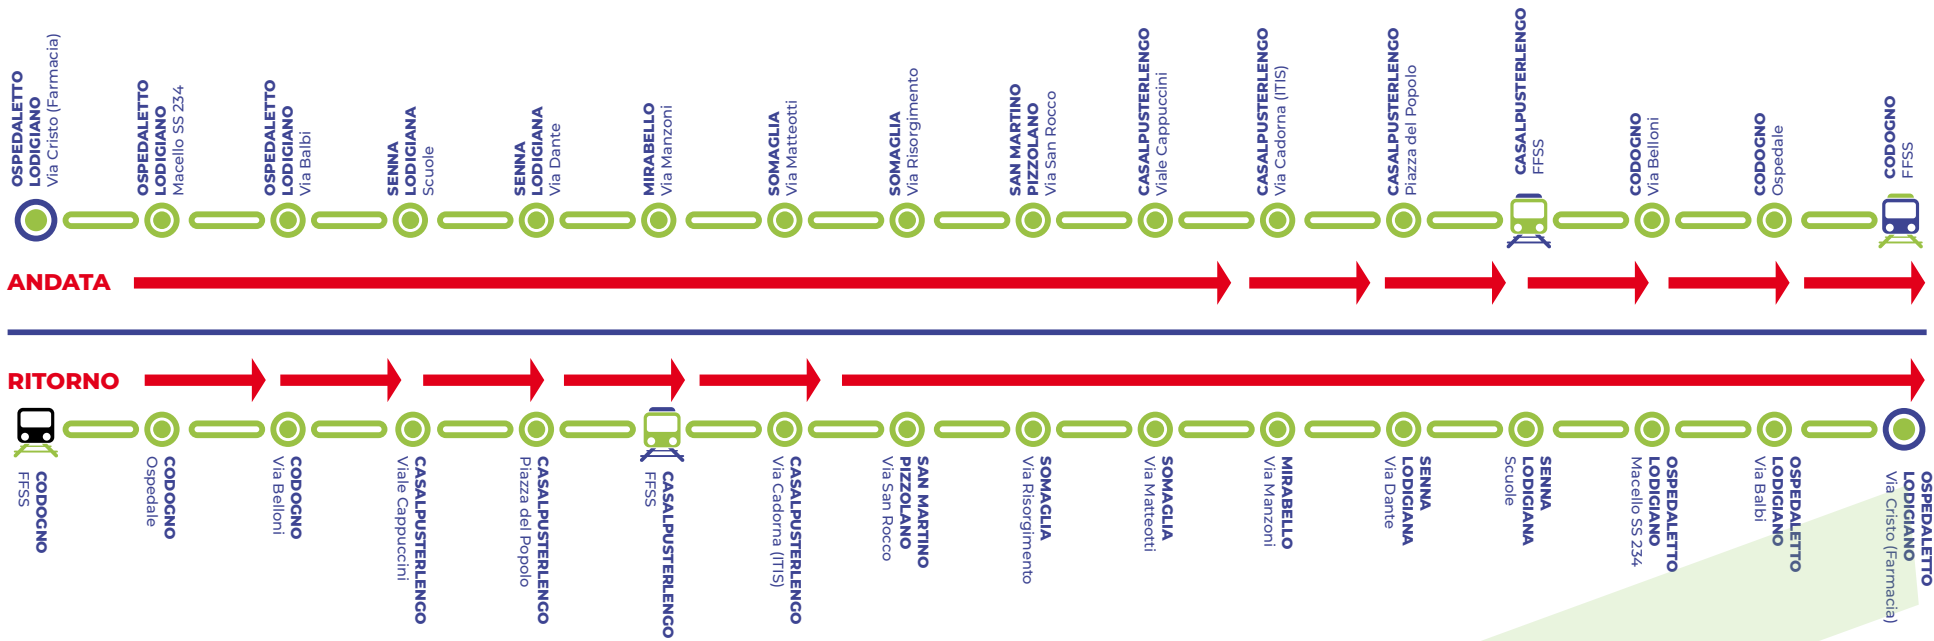 OSPEDALETTO
LODIGIANO
Via Cristo (Farmacia)
OSPEDALETTO
LODIGIANO
Macello SS 234
OSPEDALETTO
LODIGIANO
Via Balbi
SENNA
LODIGIANA
Scuole
SENNA
LODIGIANA
Via Dante
MIRABELLO
Via Manzoni
SOMAGLIA
Via Matteotti
SOMAGLIA
Via Risorgimento
SAN MARTINO
PIZZOLANO
Via San Rocco
CASALPUSTERLENGO
Viale Cappuccini
CASALPUSTERLENGO
Via Cadorna (ITIS)
CASALPUSTERLENGO
Piazza del Popolo
CASALPUSTERLENGO
FFSS
CODOGNO
Via Belloni
CODOGNO
Ospedale
CODOGNO
FFSS
ANDATA
RITORNO
CODOGNO
FFSS
CODOGNO
Ospedale
CODOGNO
Via Belloni
CASALPUSTERLENGO
Viale Cappuccini
CASALPUSTERLENGO
Piazza del Popolo
CASALPUSTERLENGO
FFSS
CASALPUSTERLENGO
Via Cadorna (ITIS)
SAN MARTINO
PIZZOLANO
Via San Rocco
SOMAGLIA
Via Risorgimento
SOMAGLIA
Via Matteotti
MIRABELLO
Via Manzoni
SENNA
LODIGIANA
Via Dante
SENNA
LODIGIANA
Scuole
OSPEDALETTO
LODIGIANO
Macello SS 234
OSPEDALETTO
LODIGIANO
Via Balbi
OSPEDALETTO
LODIGIANO
Via Cristo (Farmacia)